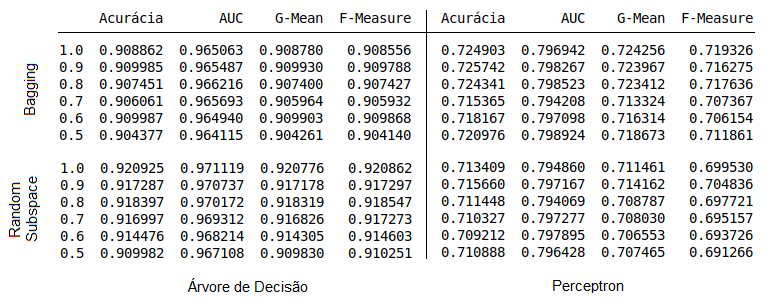 Acurácia AUC G-Mean F-Measure Acurácia AUC G-Mean F-Measure
Bagging
1.0 0.908862 0.965063 0.908780 0.908556 0.724903 0.796942 0.724256 0.719326
0.9 0.909985 0.965487 0.909930 0.909788 0.725742 0.798267 0.723967 0.716275
0.8 0.907451 0.966216 0.907400 0.907427 0.724341 0.798523 0.723412 0.717636
0.7 0.906061 0.965693 0.905964 0.905932 0.715365 0.794208 0.713324 0.707367
0.6 0.909987 0.964940 0.909903 0.909868 0.718167 0.797098 0.716314 0.706154
0.5 0.904377 0.964115 0.904261 0.904140 0.720976 0.798924 0.718673 0.711861
Random
Subspace
1.0 0.920925 0.971119 0.920776 0.920862 0.713409 0.794860 0.711461 0.699530
0.9 0.917287 0.970737 0.917178 0.917297 0.715660 0.797167 0.714162 0.704836
0.8 0.918397 0.970172 0.918319 0.918547 0.711448 0.794069 0.708787 0.697721
0.7 0.916997 0.969312 0.916826 0.917273 0.710327 0.797277 0.708030 0.695157
0.6 0.914476 0.968214 0.914305 0.914603 0.709212 0.797895 0.706553 0.693726
0.5 0.909982 0.967108 0.909830 0.910251 0.710888 0.796428 0.707465 0.691266
Árvore de Decisão Perceptron